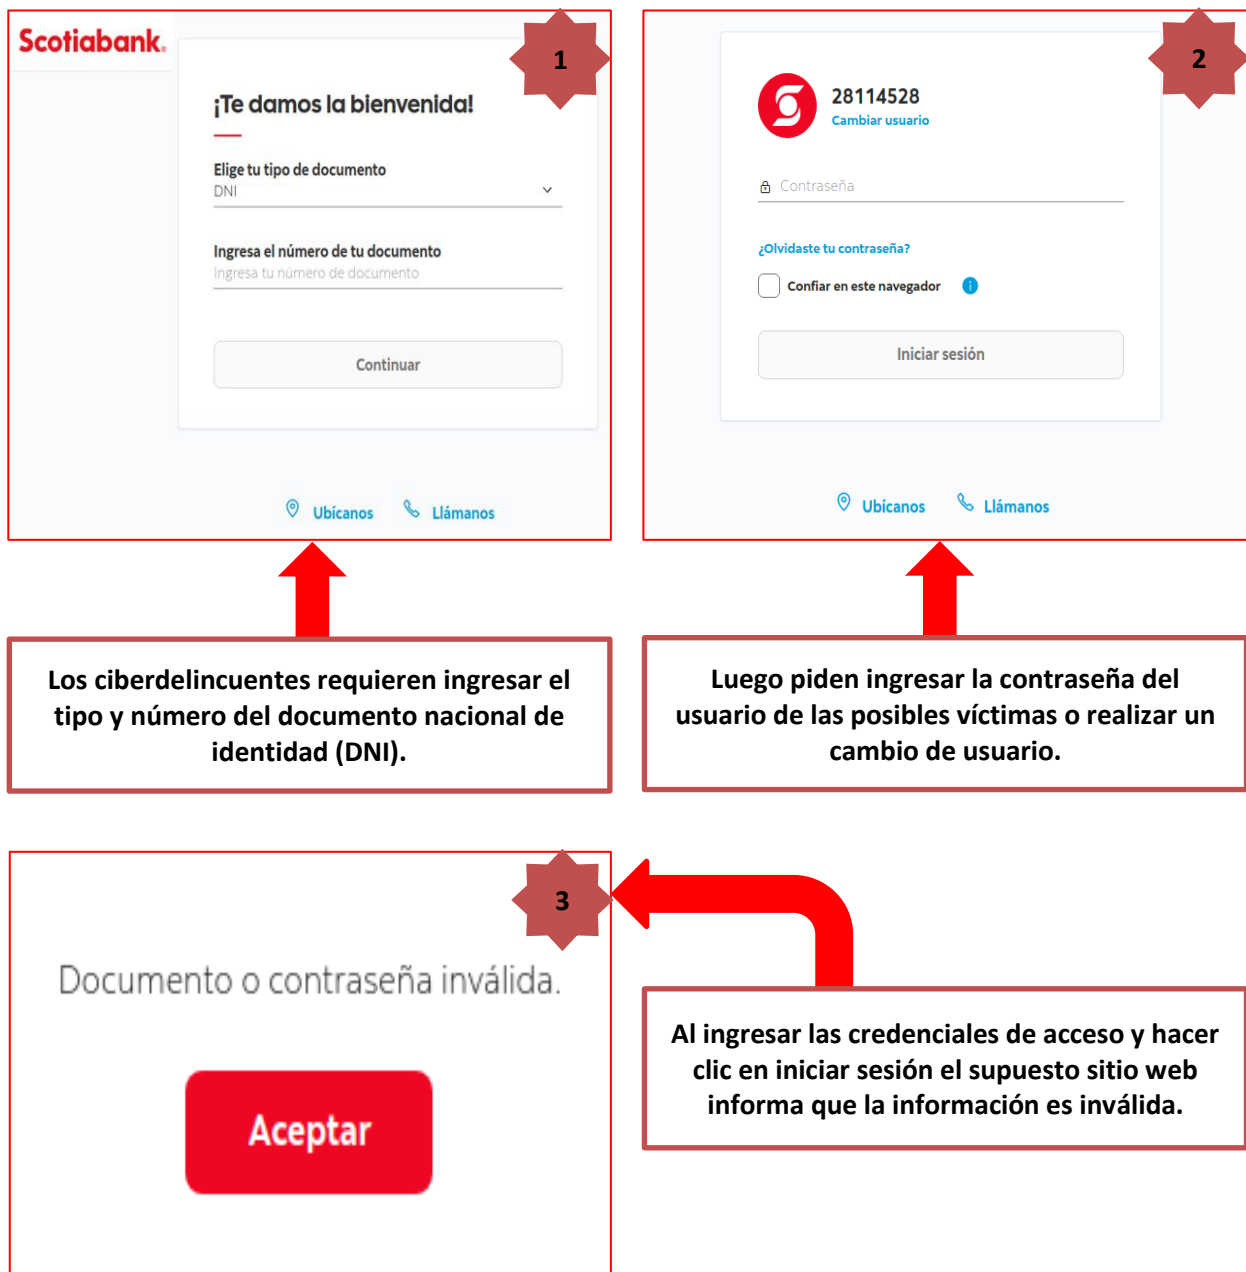 Scotiabank.
1
¡Te damos la bienvenida!
Elige tu tipo de documento
DNI
Ingresa el número de tu documento
Ingresa tu número de documento
Continuar
Ubícanos
Llámanos
2
28114528
Cambiar usuario
Contraseña
¿Olvidaste tu contraseña?
Confiar en este navegador
i
Iniciar sesión
Ubícanos
Llámanos
Los ciberdelincuentes requieren ingresar el
tipo y número del documento nacional de
identidad (DNI).
Luego piden ingresar la contraseña del
usuario de las posibles víctimas o realizar un
cambio de usuario.
3
Documento o contraseña inválida.
Aceptar
Al ingresar las credenciales de acceso y hacer
clic en iniciar sesión el supuesto sitio web
informa que la información es inválida.